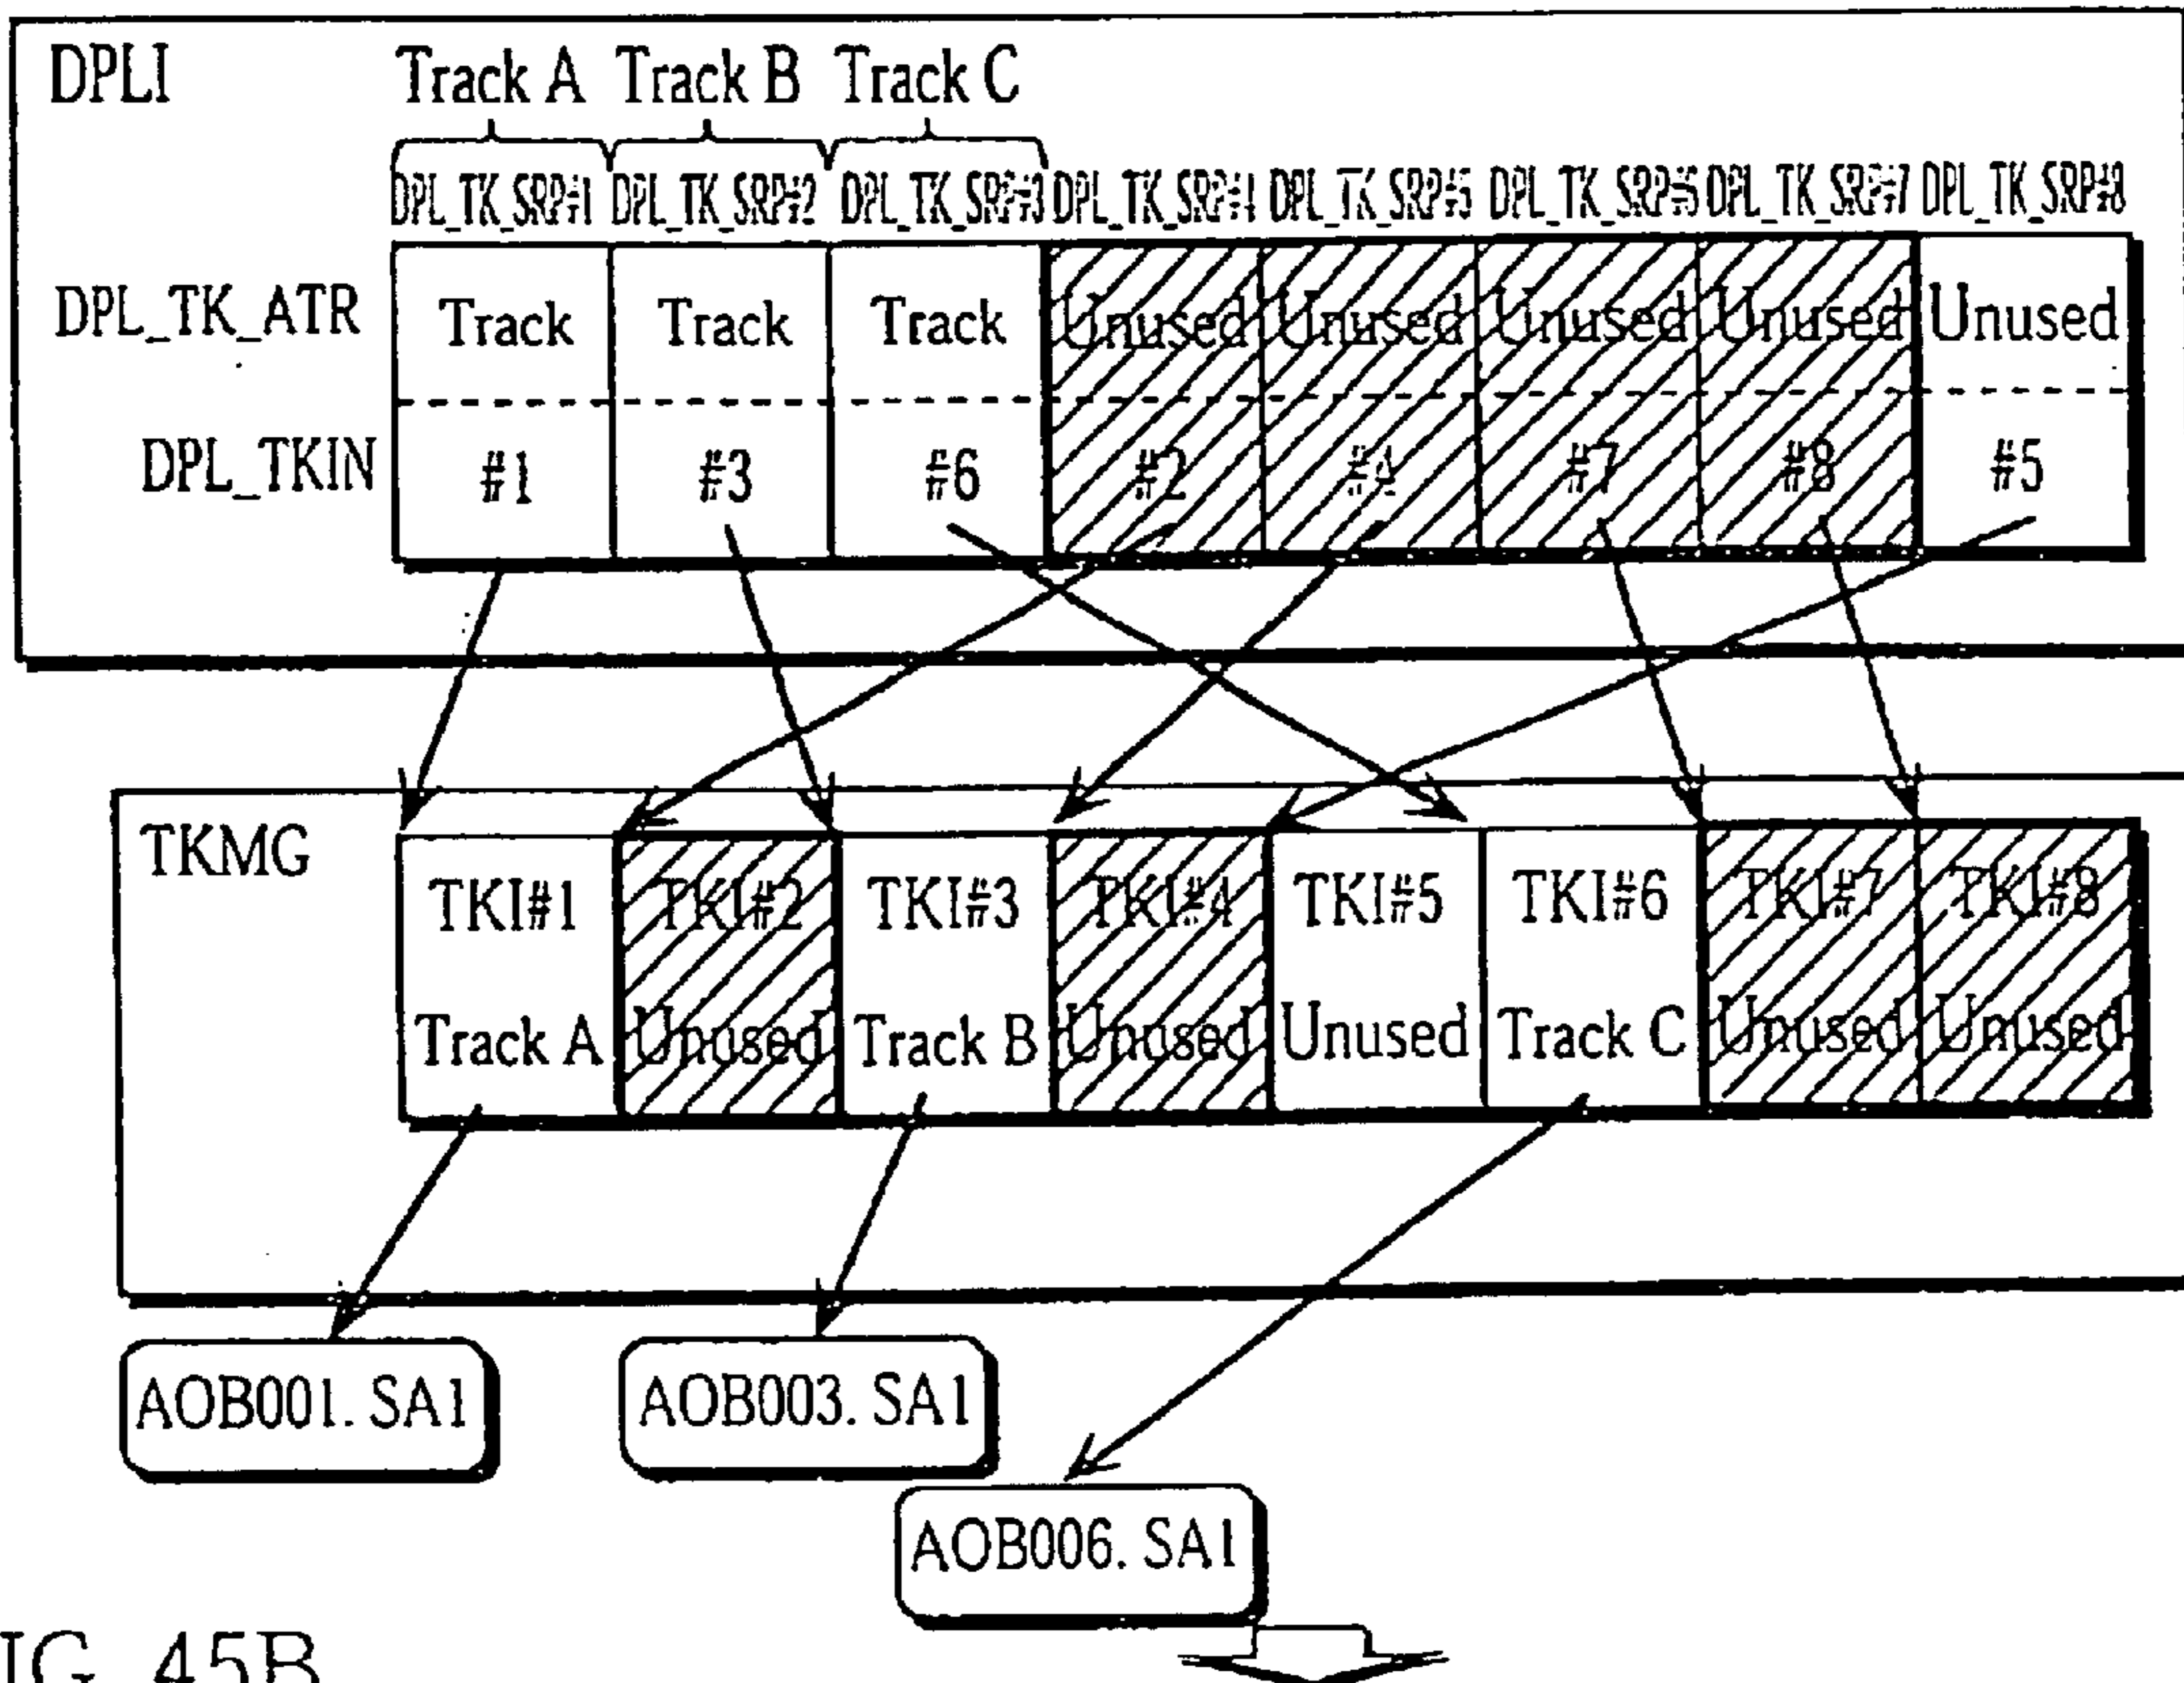 DPLI Track A Track B Track C
DPL_TK_SRP#1 DPL_TK_SRP#2 DPL_TK_SRP#3 DPL_TK_SRP#4 DPL_TK_SRP#5 DPL_TK_SRP#6 DPL_TK_SRP#7 DPL_TK_SRP#8
DPL_TK_ATR Track Track Track Unused Unused Unused Unused Unused
DPL_TKIN #1 #3 #6 #2 #4 #7 #8 #5
TKMG
TKI#1 TKI#2 TKI#3 TKI#4 TKI#5 TKI#6 TKI#7 TKI#8
Track A Unused Track B Unused Unused Track C Unused Unused
AOB001. SA1 AOB003. SA1
AOB006. SA1
IG. 45B